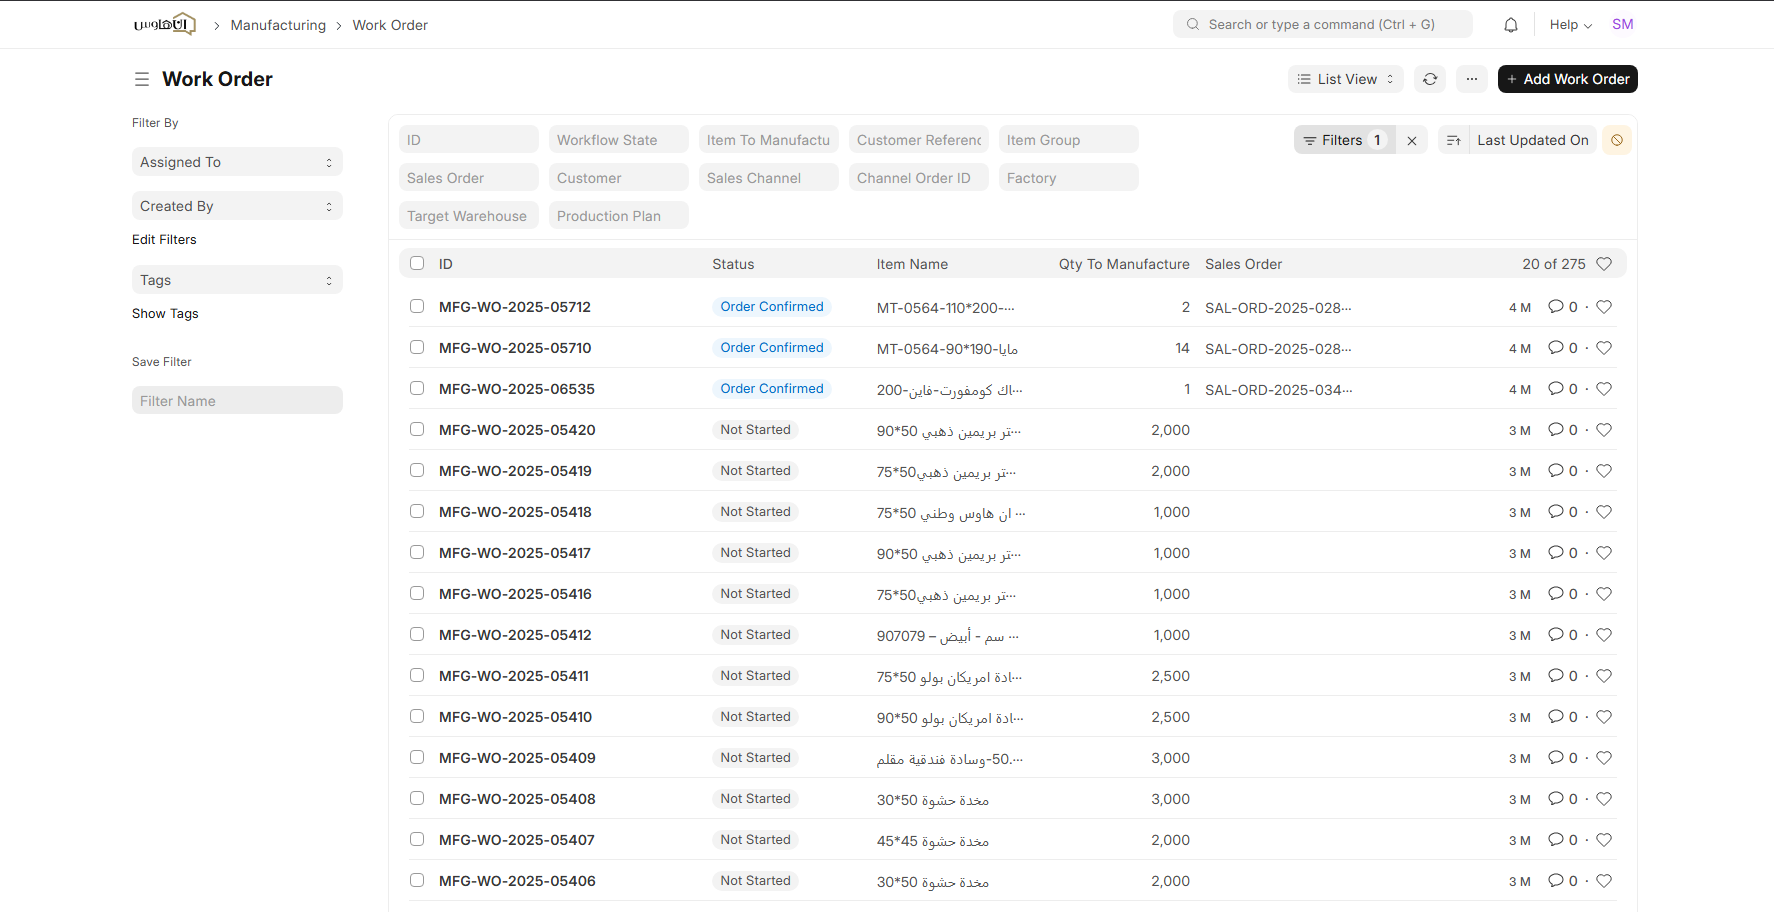 ان هاوس
Manufacturing
Work Order
Search or type a command (Ctrl + G)
Help
SM
Work Order
List View
Add Work Order
Filter By
Assigned To
Created By
Edit Filters
Tags
Show Tags
Save Filter
Filter Name
ID
Workflow State
Item To Manufactu
Customer Referenc
Item Group
Filters 1
Last Updated On
Sales Order
Customer
Sales Channel
Channel Order ID
Factory
Target Warehouse
Production Plan
ID Status Item Name Qty To Manufacture Sales Order 20 of 275
MFG-WO-2025-05712 Order Confirmed MT-0564-110*200-... 2 SAL-ORD-2025-028... 4 M 0
MFG-WO-2025-05710 Order Confirmed MT-0564-90*190-مايا 14 SAL-ORD-2025-028... 4 M 0
MFG-WO-2025-06535 Order Confirmed ...اك كومفورت-فاين-200 1 SAL-ORD-2025-034... 4 M 0
MFG-WO-2025-05420 Not Started ...تر بريمين ذهبي 50*90 2,000 3 M 0
MFG-WO-2025-05419 Not Started ...تر بريمين ذهبي50*75 2,000 3 M 0
MFG-WO-2025-05418 Not Started ... ان هاوس وطني 50*75 1,000 3 M 0
MFG-WO-2025-05417 Not Started ...تر بريمين ذهبي 50*90 1,000 3 M 0
MFG-WO-2025-05416 Not Started ...تر بريمين ذهبي50*75 1,000 3 M 0
MFG-WO-2025-05412 Not Started ... سم - أبيض – 907079 1,000 3 M 0
MFG-WO-2025-05411 Not Started ...ادة امريكان بولو 50*75 2,500 3 M 0
MFG-WO-2025-05410 Not Started ...ادة امريكان بولو 50*90 2,500 3 M 0
MFG-WO-2025-05409 Not Started ...50.-وسادة فندقية مقلم 3,000 3 M 0
MFG-WO-2025-05408 Not Started مخدة حشوة 50*30 3,000 3 M 0
MFG-WO-2025-05407 Not Started مخدة حشوة 45*45 2,000 3 M 0
MFG-WO-2025-05406 Not Started مخدة حشوة 50*30 2,000 3 M 0